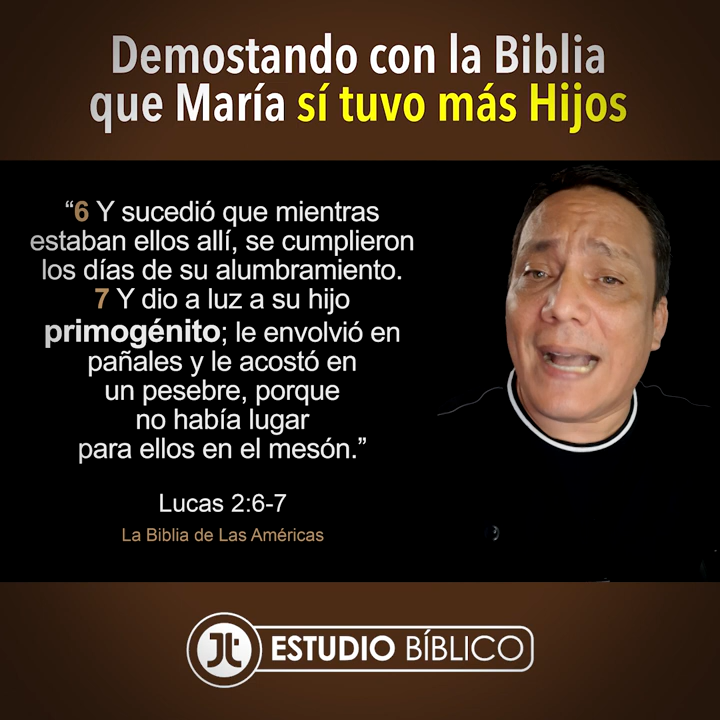 Demostando con la Biblia
que María sí tuvo más Hijos
“6 Y sucedió que mientras
estaban ellos allí, se cumplieron
los días de su alumbramiento.
7 Y dio a luz a su hijo
primogénito; le envolvió en
pañales y le acostó en
un pesebre, porque
no había lugar
para ellos en el mesón.”
Lucas 2:6-7
La Biblia de Las Américas
Jt ESTUDIO BÍBLICO